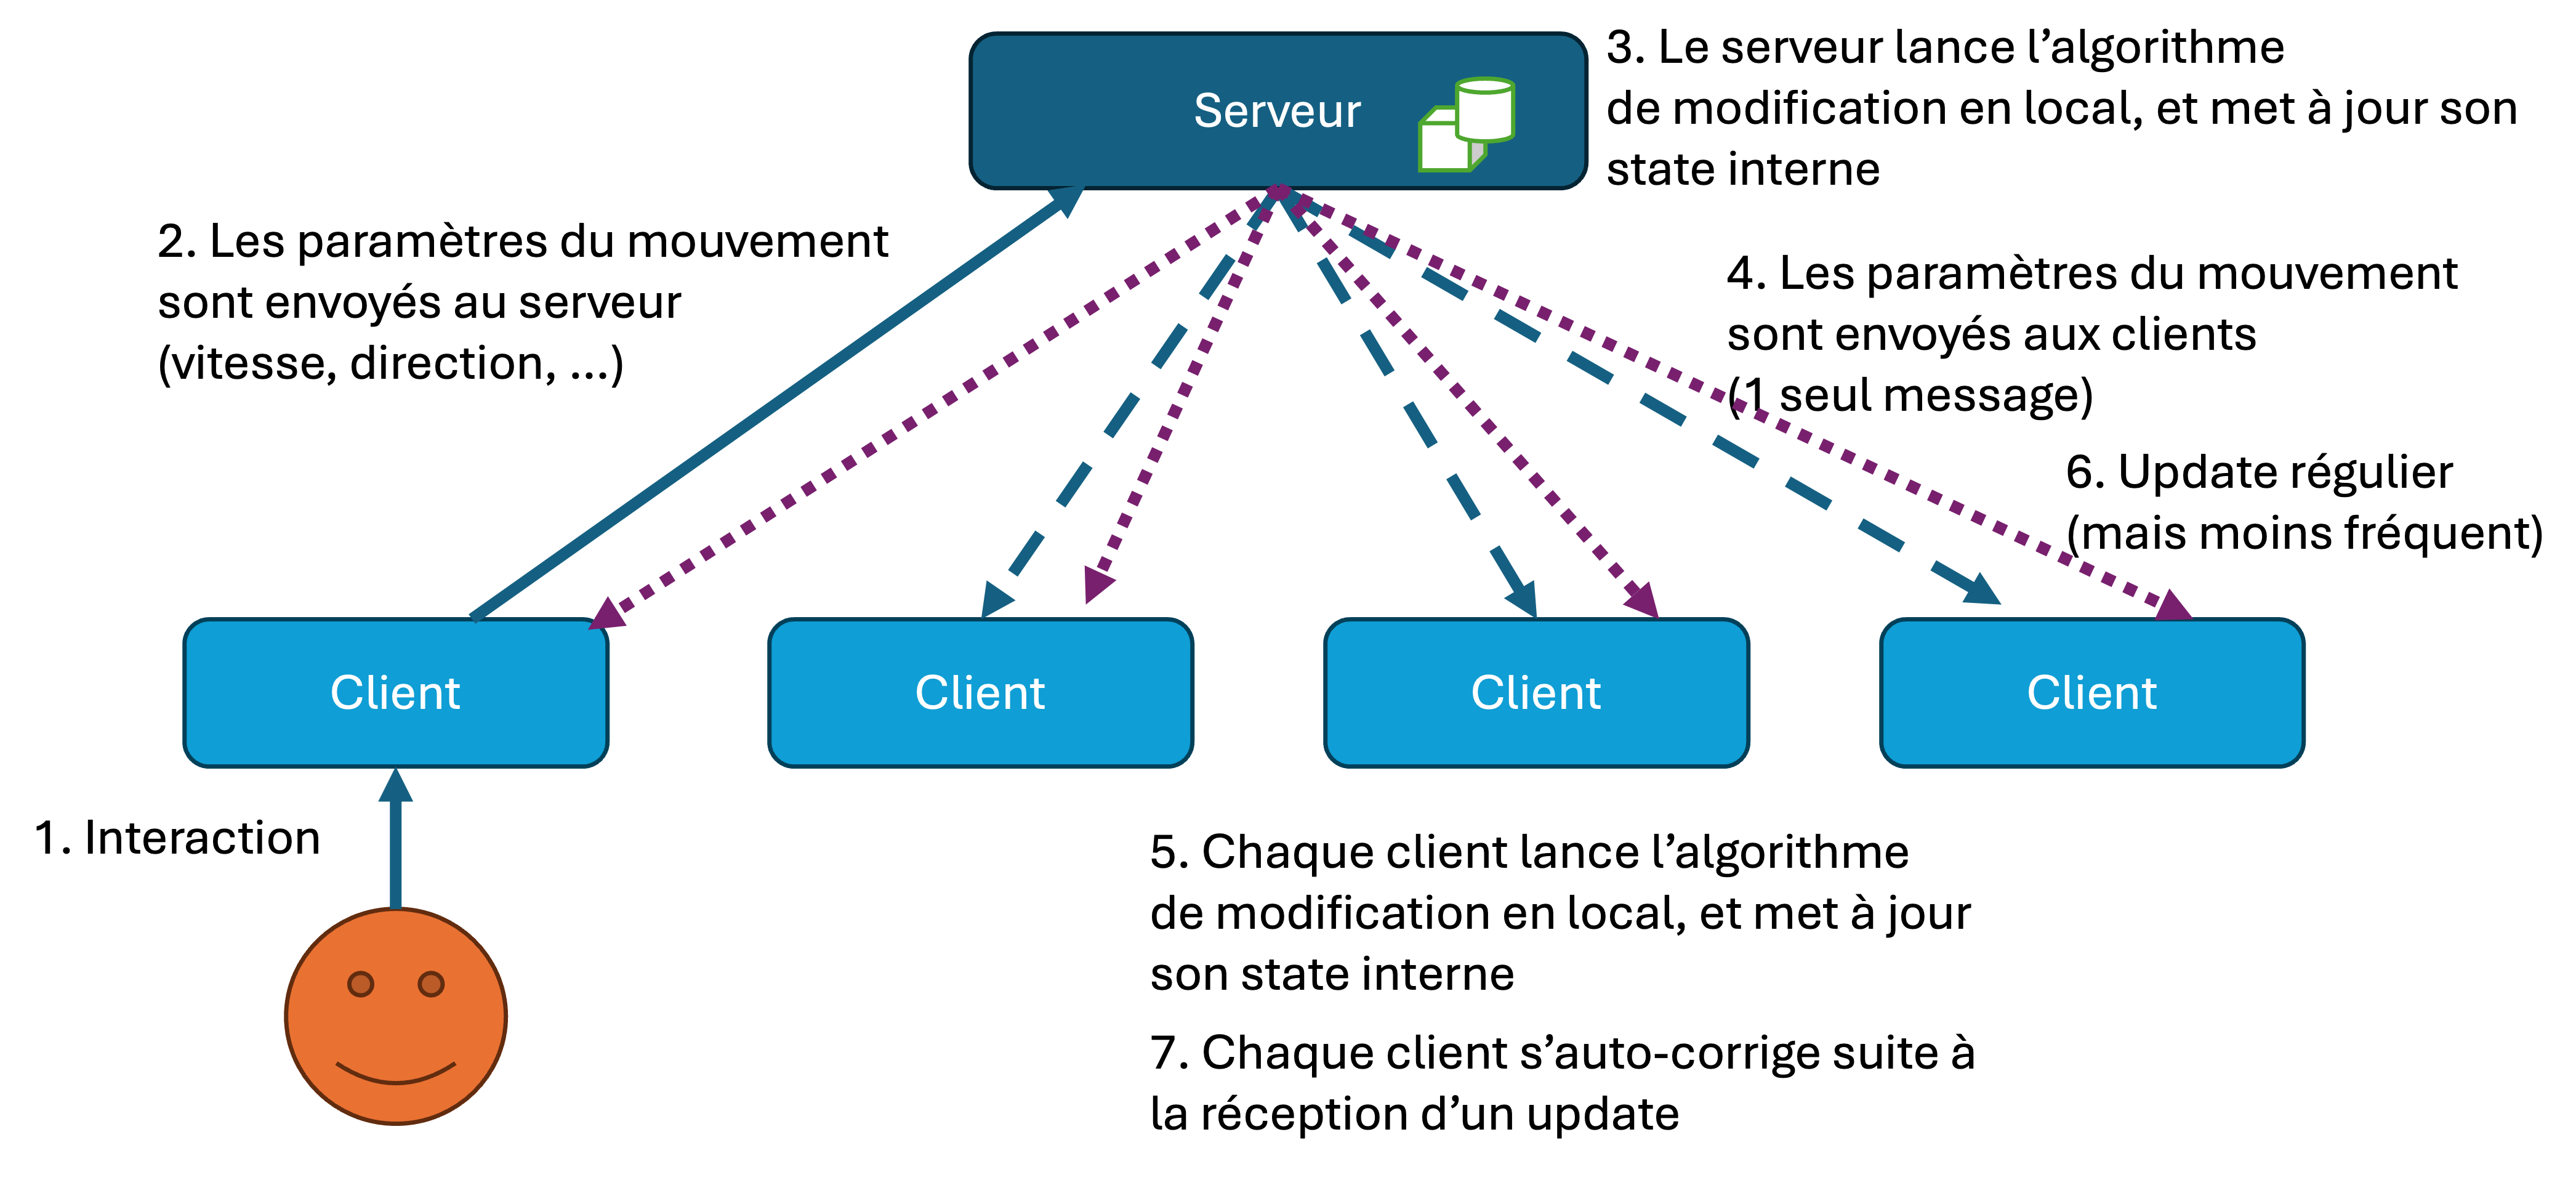 Serveur
3. Le serveur lance l’algorithme
de modification en local, et met à jour son
state interne
2. Les paramètres du mouvement
sont envoyés au serveur
(vitesse, direction, …)
4. Les paramètres du mouvement
sont envoyés aux clients
(1 seul message)
6. Update régulier
(mais moins fréquent)
Client
Client
Client
Client
1. Interaction
5. Chaque client lance l’algorithme
de modification en local, et met à jour
son state interne
7. Chaque client s’auto-corrige suite à
la réception d’un update